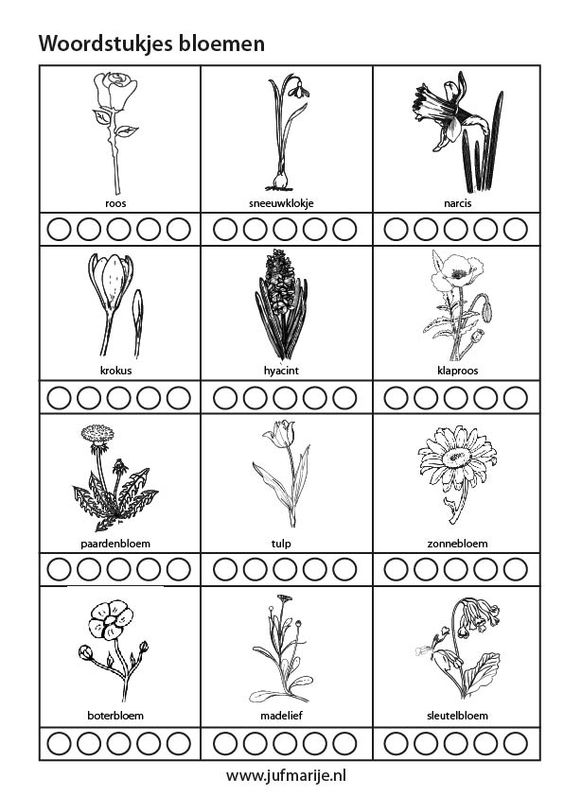 Woordstukjes bloemen
roos
sneeuwklokje
narcis
krokus
hyacint
klaproos
paardenbloem
tulp
zonnebloem
boterbloem
madelief
sleutelbloem
www.jufmarije.nl